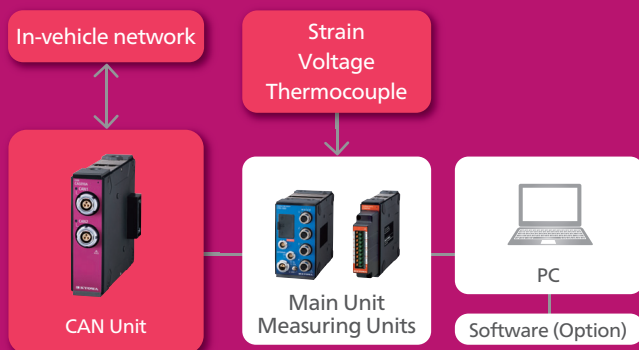 In-vehicle network
Strain
Voltage
Thermocouple
CAN Unit
Main Unit
Measuring Units
PC
Software (Option)